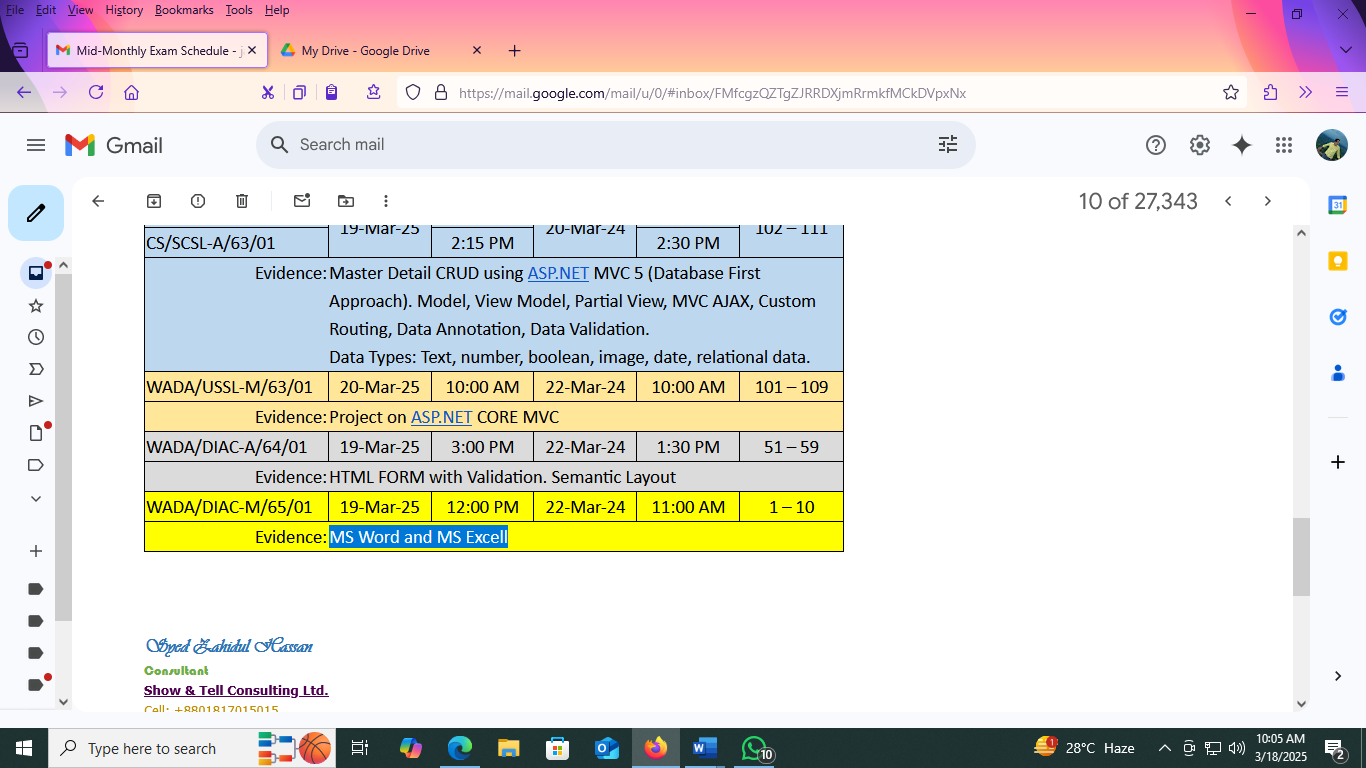 File Edit View History Bookmarks Tools Help
Mid-Monthly Exam Schedule - j
My Drive - Google Drive
https://mail.google.com/mail/u/0/#inbox/FMfcgzQZTgZJRRDXjmRrmkfMCkDVpxNx
Gmail
Search mail
10 of 27,343
31
19-Mar-25 20-Mar-24 102 – 111
CS/SCSL-A/63/01 2:15 PM 2:30 PM
Evidence: Master Detail CRUD using ASP.NET MVC 5 (Database First
Approach). Model, View Model, Partial View, MVC AJAX, Custom
Routing, Data Annotation, Data Validation.
Data Types: Text, number, boolean, image, date, relational data.
WADA/USSL-M/63/01 20-Mar-25 10:00 AM 22-Mar-24 10:00 AM 101 – 109
Evidence: Project on ASP.NET CORE MVC
WADA/DIAC-A/64/01 19-Mar-25 3:00 PM 22-Mar-24 1:30 PM 51 – 59
Evidence: HTML FORM with Validation. Semantic Layout
WADA/DIAC-M/65/01 19-Mar-25 12:00 PM 22-Mar-24 11:00 AM 1 – 10
Evidence: MS Word and MS Excell
Syed Zahidul Hassan
Consultant
Show & Tell Consulting Ltd.
Cell: +8801817015015
Type here to search
10
1
28°C Haze
10:05 AM
3/18/2025
2